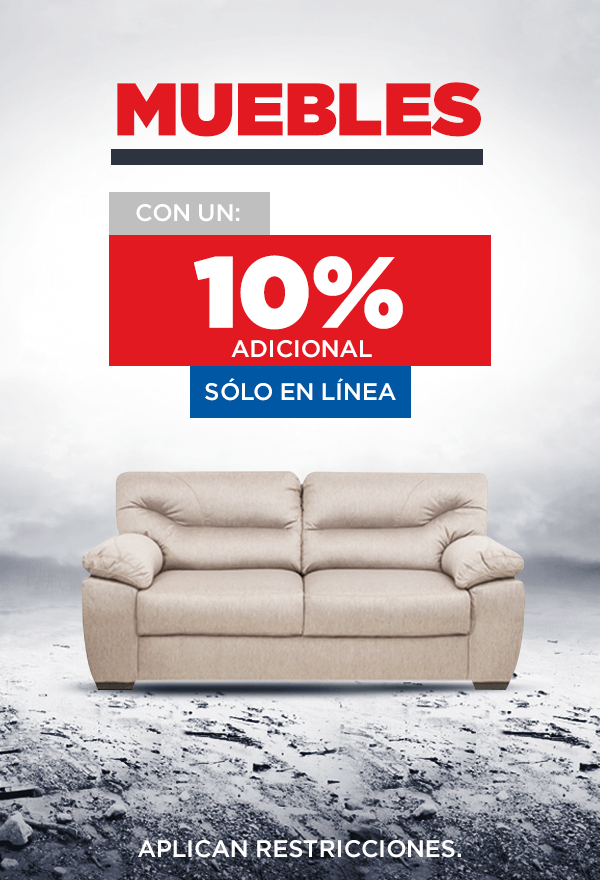 MUEBLES
CON UN:
10%
ADICIONAL
SÓLO EN LÍNEA
APLICAN RESTRICCIONES.